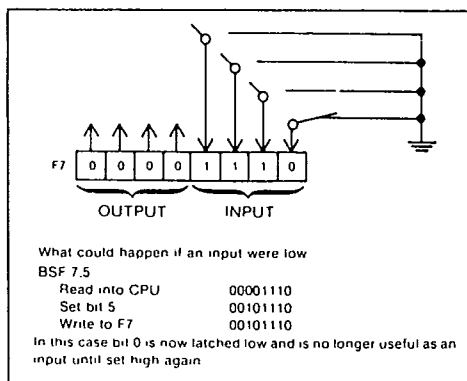 F7 0 0 0 0 1 1 1 0
OUTPUT INPUT
What could happen if an input were low
BSF 7,5
Read into CPU 00001110
Set bit 5 00101110
Write to F7 00101110
In this case bit 0 is now latched low and is no longer useful as an
input until set high again